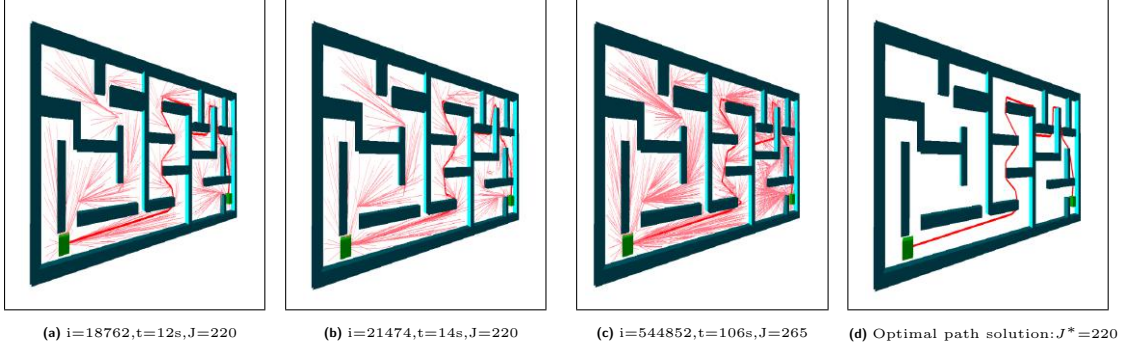 (a) i=18762,t=12s,J=220
(b) i=21474,t=14s,J=220
(c) i=544852,t=106s,J=265
(d) Optimal path solution:J*=220